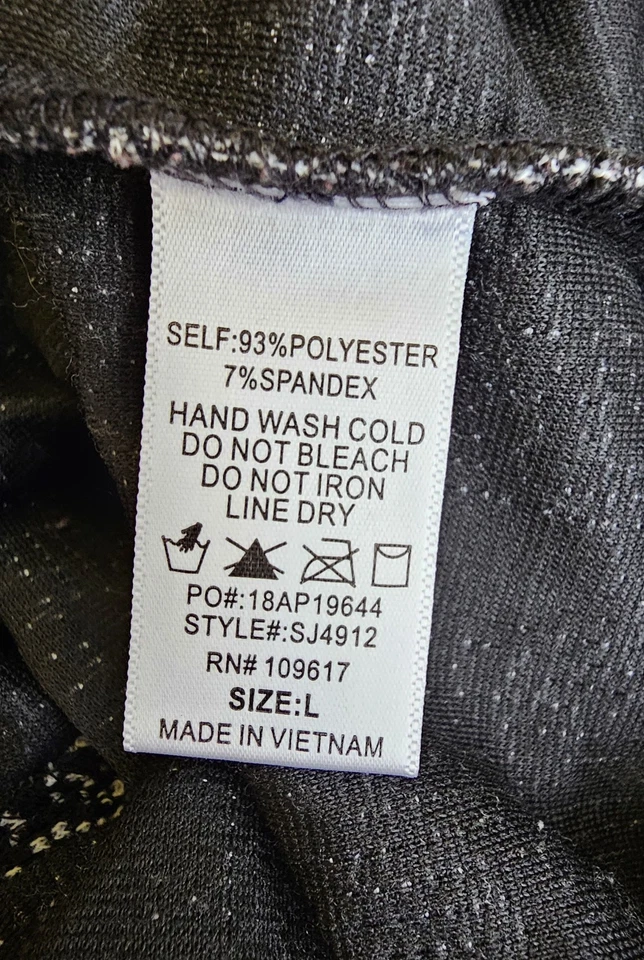 SELF:93%POLYESTER
7%SPANDEX
HAND WASH COLD
DO NOT BLEACH
DO NOT IRON
LINE DRY
PO#:18AP19644
STYLE#:SJ4912
RN# 109617
SIZE:L
MADE IN VIETNAM